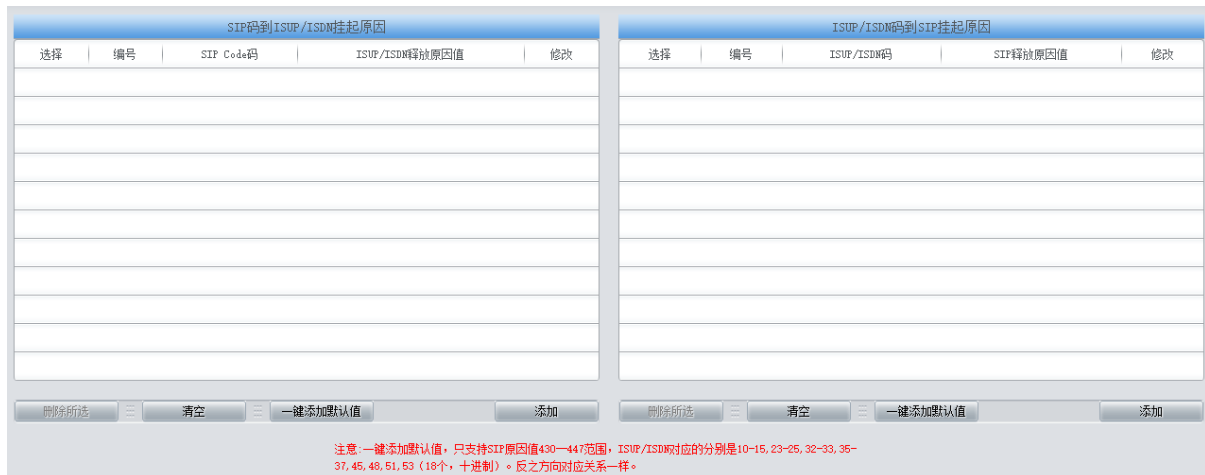 SIP码到ISUP/ISDN挂起原因
选择 编号 SIP Code码 ISUP/ISDN释放原因值 修改
删除所选 清空 一键添加默认值 添加
ISUP/ISDN码到SIP挂起原因
选择 编号 ISUP/ISDN码 SIP释放原因值 修改
删除所选 清空 一键添加默认值 添加
注意:一键添加默认值，只支持SIP原因值430——447范围，ISUP/ISDN对应的分别是10-15,23-25,32-33,35-
37,45,48,51,53（18个，十进制）。反之方向对应关系一样。